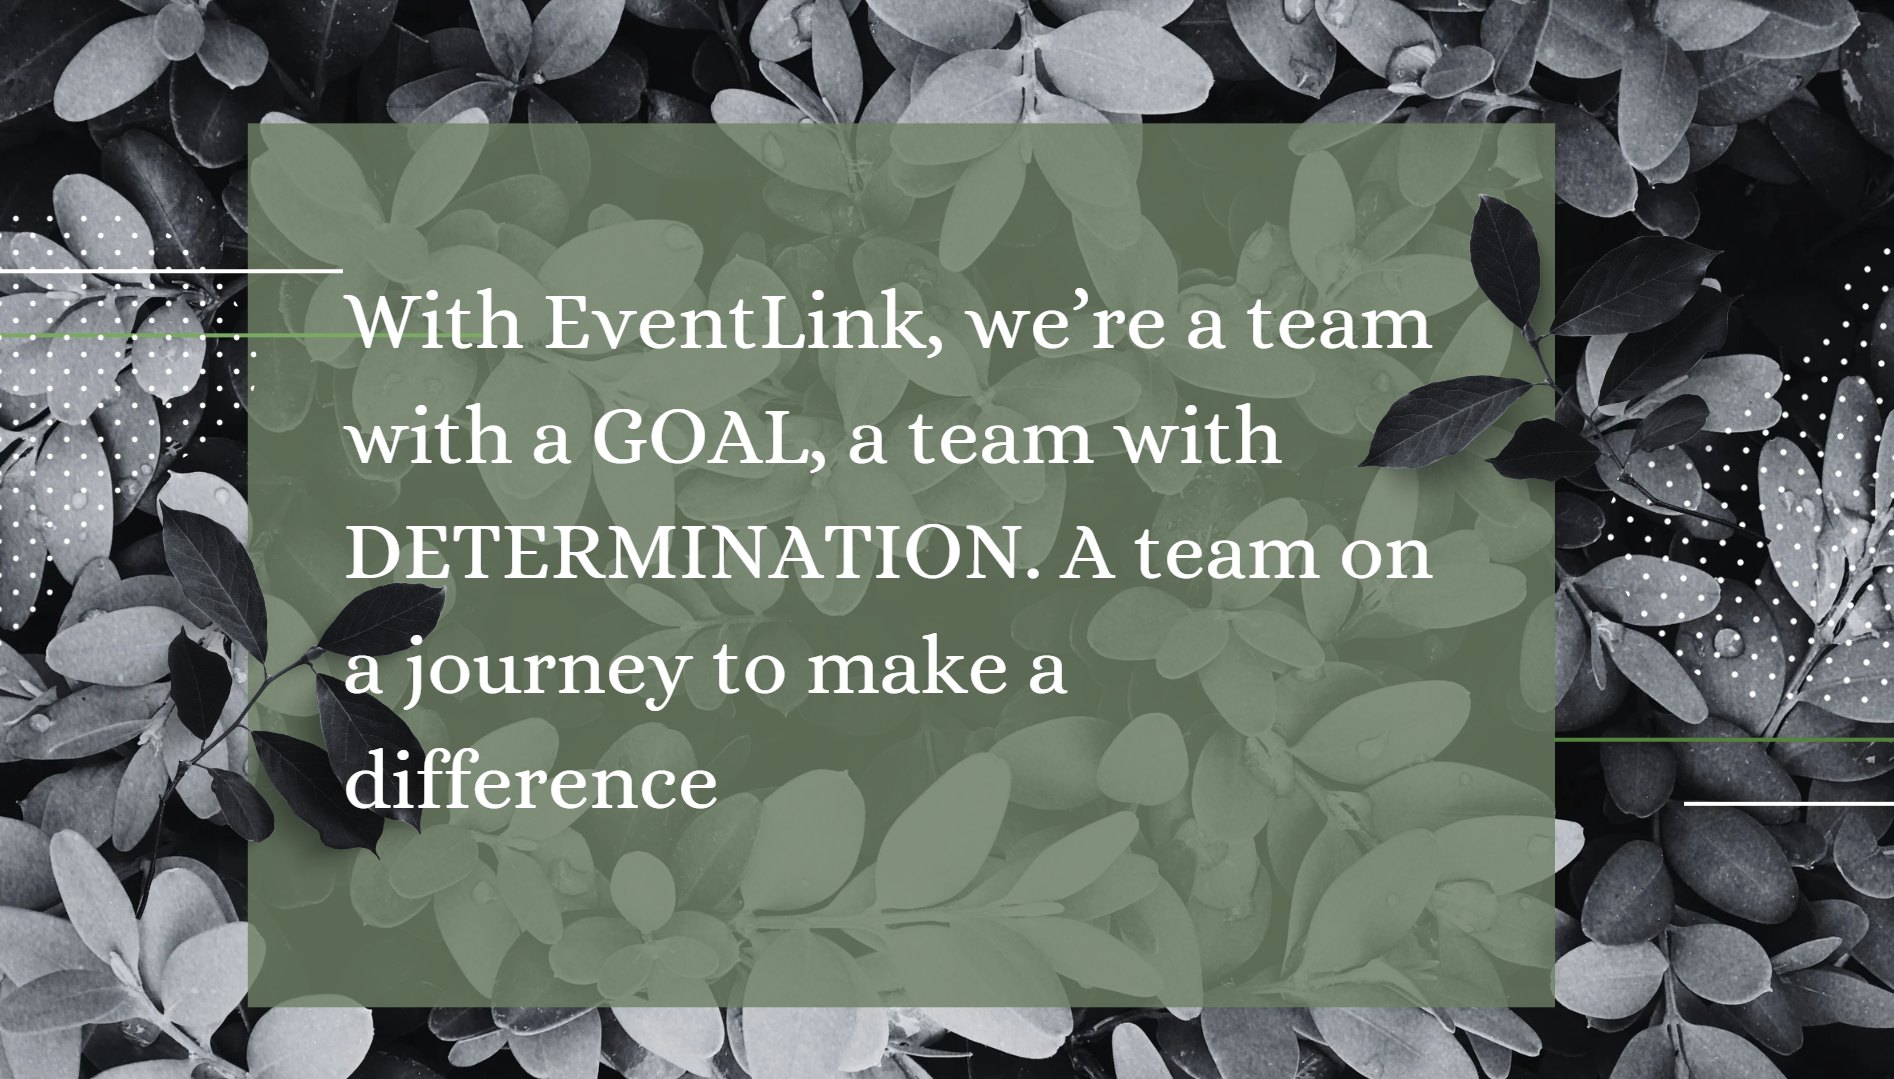 With EventLink, we’re a team
with a GOAL, a team with
DETERMINATION. A team on
a journey to make a
difference